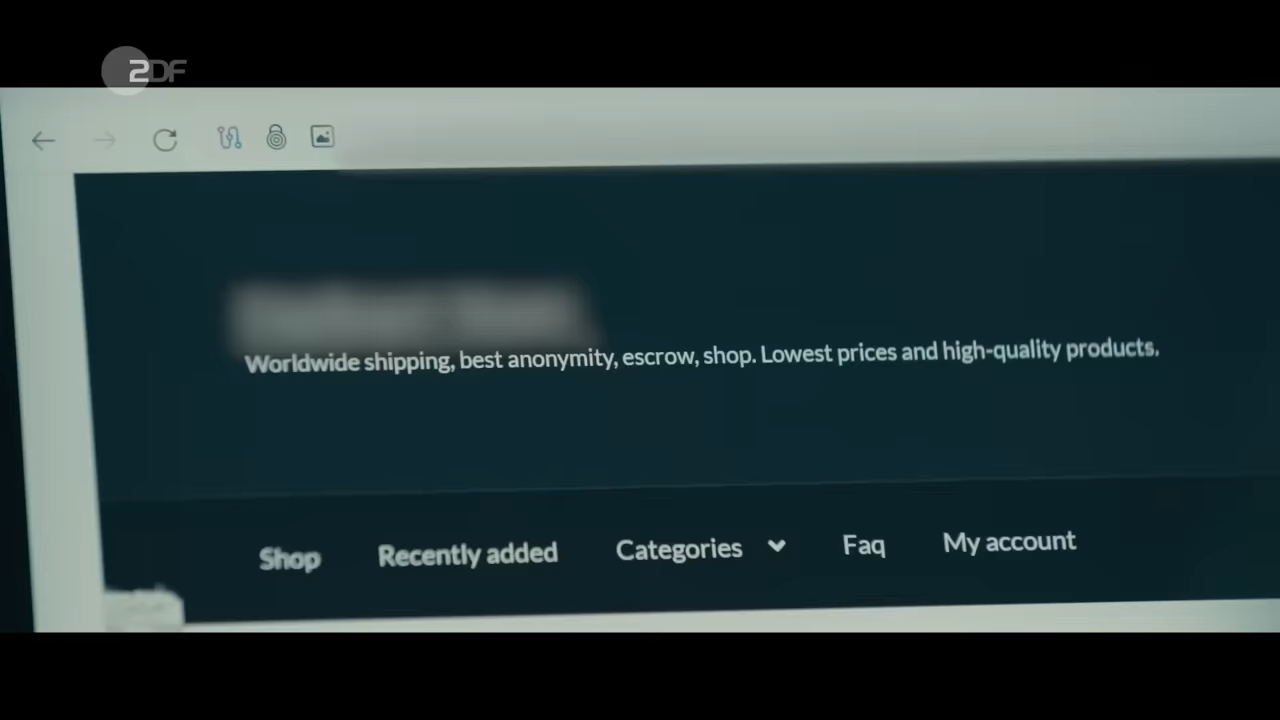 ZDF
Worldwide shipping, best anonymity, escrow, shop. Lowest prices and high-quality products.
Shop Recently added Categories Faq My account